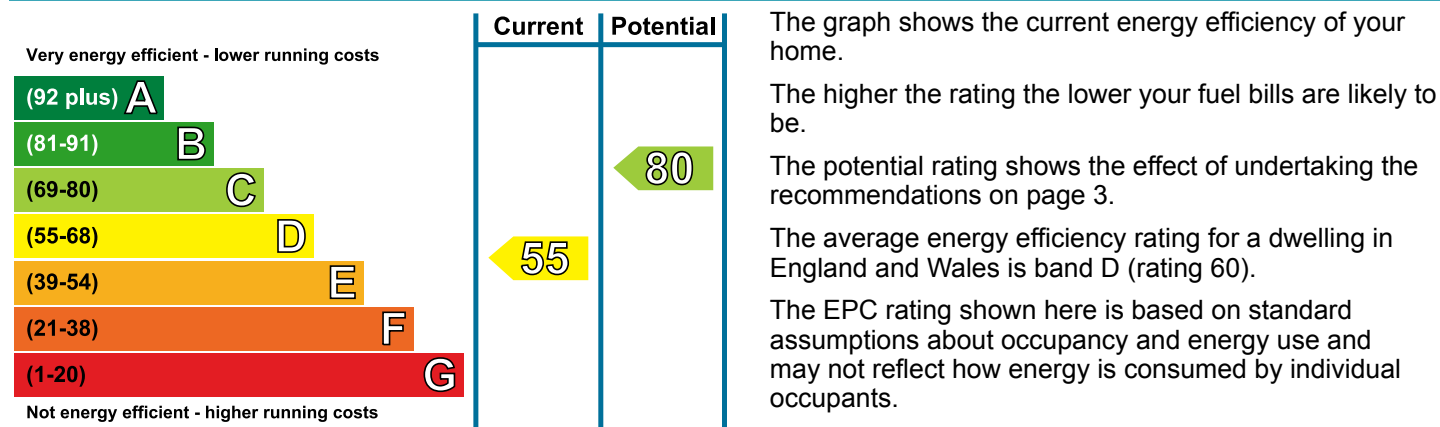 Current Potential
Very energy efficient - lower running costs
(92 plus) A
(81-91) B
(69-80) C
(55-68) D
(39-54) E
(21-38) F
(1-20) G
Not energy efficient - higher running costs
80
55
The graph shows the current energy efficiency of your
home.
The higher the rating the lower your fuel bills are likely to
be.
The potential rating shows the effect of undertaking the
recommendations on page 3.
The average energy efficiency rating for a dwelling in
England and Wales is band D (rating 60).
The EPC rating shown here is based on standard
assumptions about occupancy and energy use and
may not reflect how energy is consumed by individual
occupants.